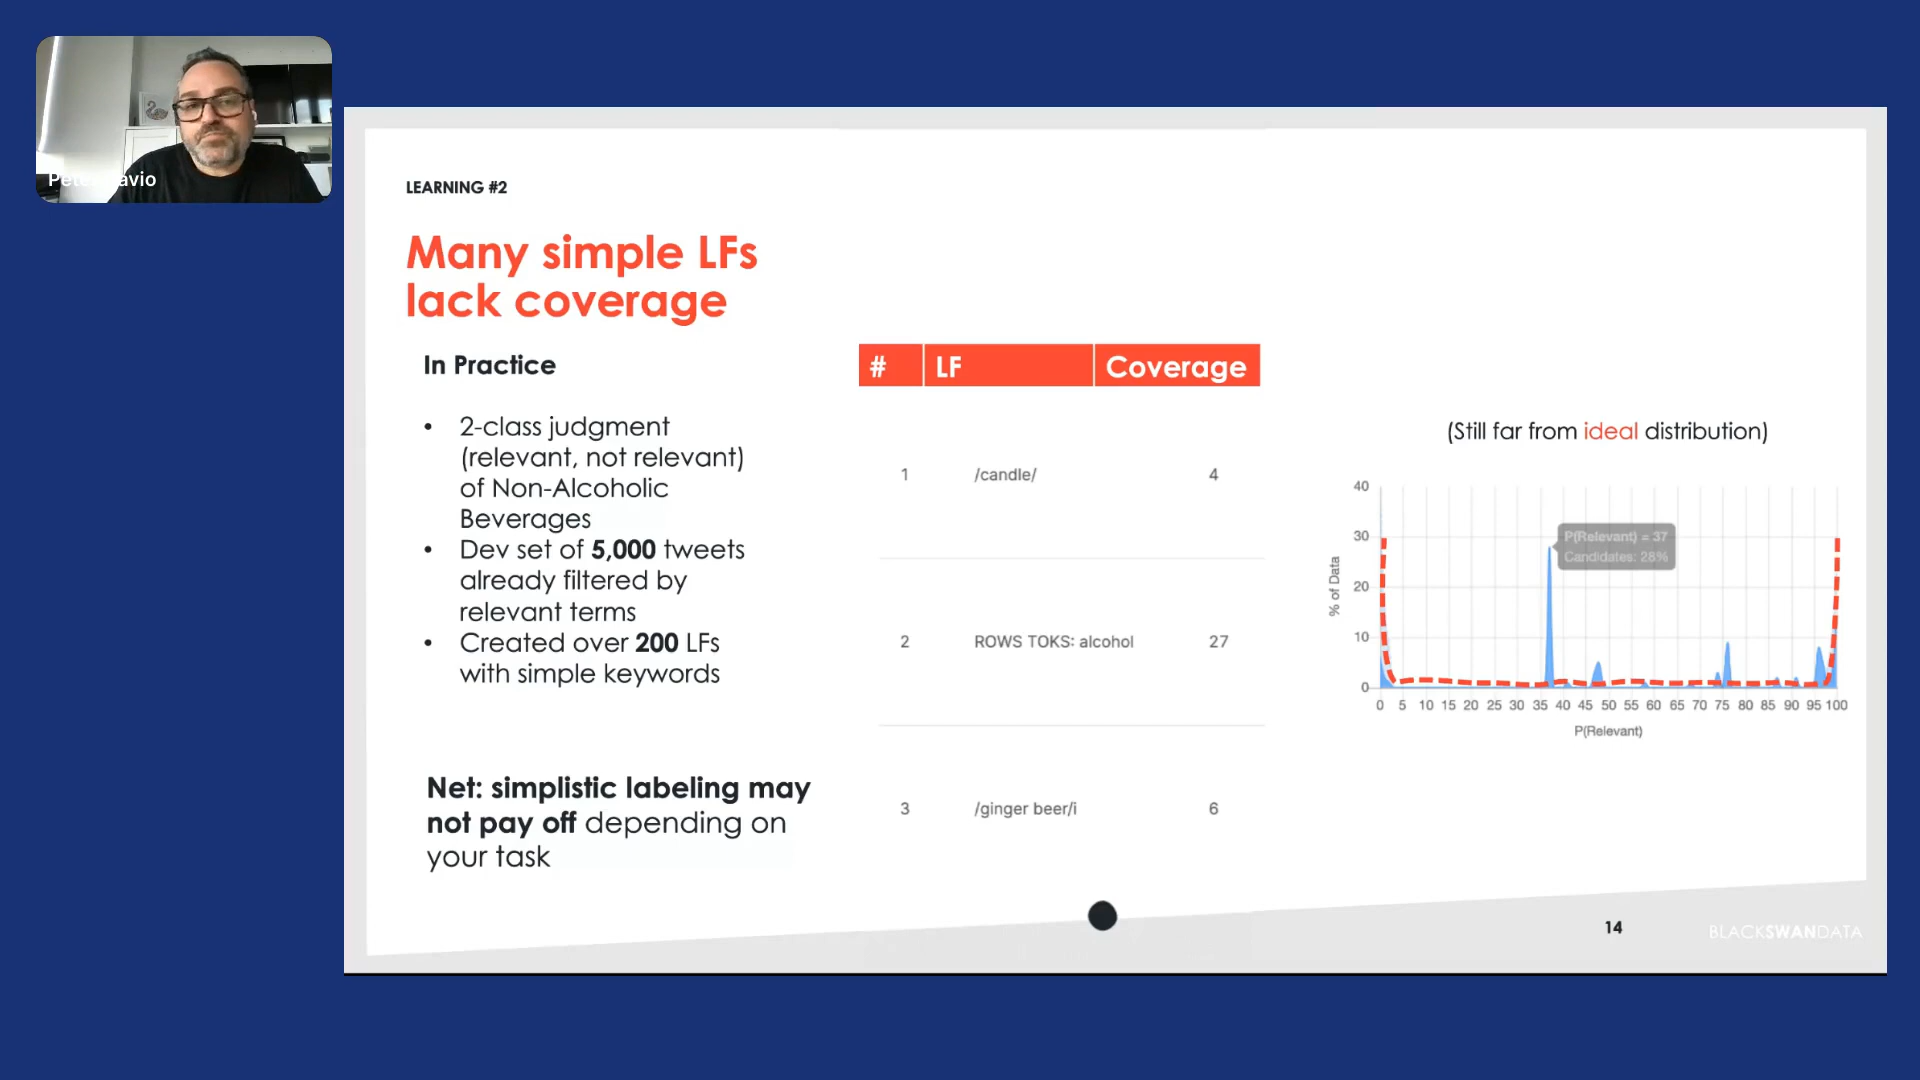 LEARNING #2
Many simple LFs
lack coverage
In Practice
• 2-class judgment
(relevant, not relevant)
of Non-Alcoholic
Beverages
• Dev set of 5,000 tweets
already filtered by
relevant terms
• Created over 200 LFs
with simple keywords
Net: simplistic labeling may
not pay off depending on
your task
# LF Coverage
1 /candle/ 4
2 ROWS TOKS: alcohol 27
3 /ginger beer/i 6
(Still far from ideal distribution)
40
30
20
10
0
% of Data
P(Relevant) = 37
Candidates: 28%
0 5 10 15 20 25 30 35 40 45 50 55 60 65 70 75 80 85 90 95 100
P(Relevant)
14
BLACKSWANDATA